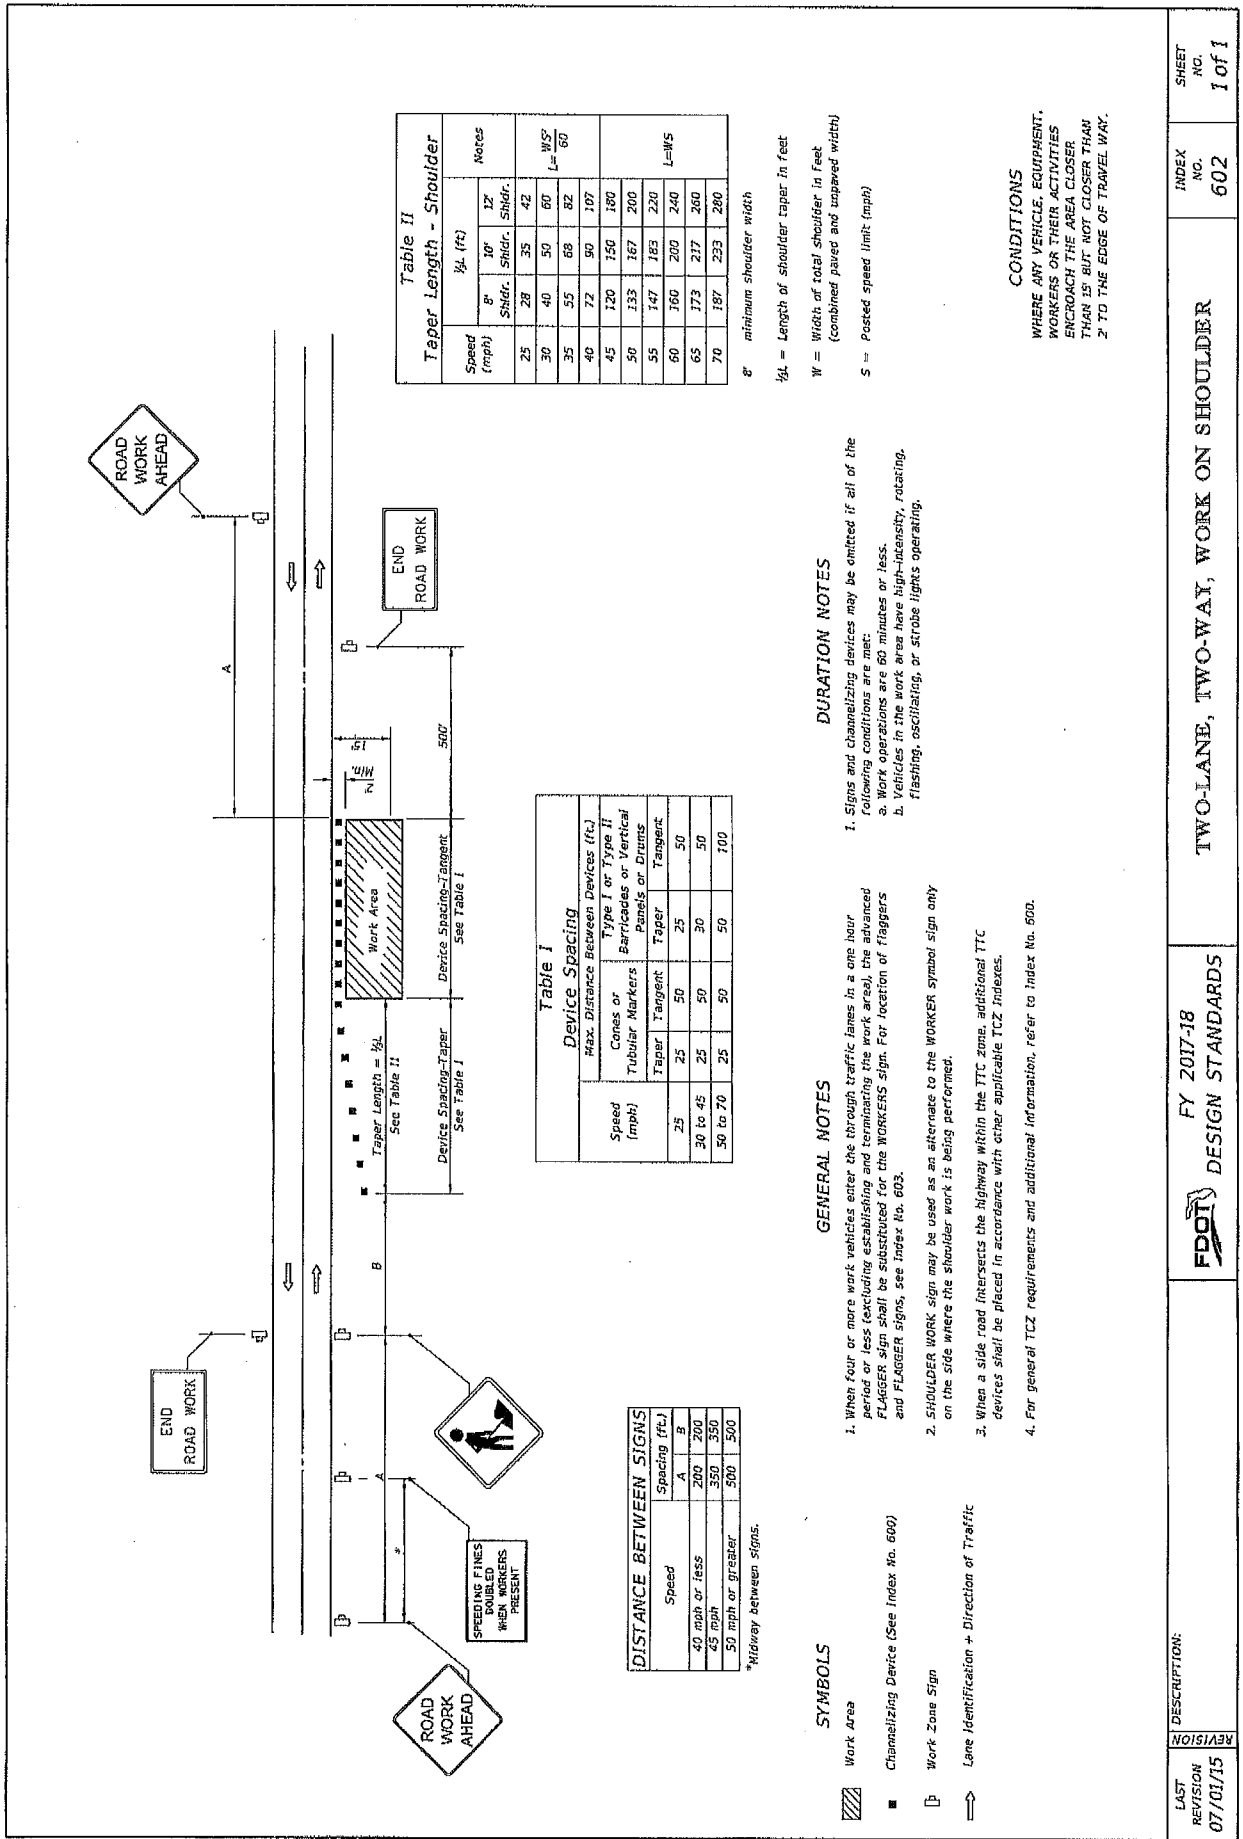 END
ROAD WORK
ROAD
WORK
AHEAD
A
2' Min.
15'
Work Area
Taper Length = ⅓L
See Table II
Device Spacing-Taper
See Table I
Device Spacing-Tangent
See Table I
500'
B
A
*
END
ROAD WORK
ROAD
WORK
AHEAD
SPEEDING FINES
DOUBLED
WHEN WORKERS
PRESENT
DISTANCE BETWEEN SIGNS
Speed Spacing (ft.)
A B
40 mph or less 200 200
45 mph 350 350
50 mph or greater 500 500
*Midway between signs.
Table I
Device Spacing
Speed (mph) Max. Distance Between Devices (ft.)
Cones or Tubular Markers Type I or Type II Barricades or Vertical Panels or Drums
Taper Tangent Taper Tangent
25 25 50 25 50
30 to 45 25 50 30 50
50 to 70 25 50 50 100
Table II
Taper Length - Shoulder
Speed (mph) ⅓L (ft) Notes
8' Shldr. 10' Shldr. 12' Shldr.
25 28 35 42 L= WS²/60
30 40 50 60
35 55 68 82
40 72 90 107
45 120 150 180 L=WS
50 133 167 200
55 147 183 220
60 160 200 240
65 173 217 260
70 187 233 280
8' minimum shoulder width
⅓L = Length of shoulder taper in feet
W = Width of total shoulder in feet
(combined paved and unpaved width)
S = Posted speed limit (mph)
SYMBOLS
Work Area
Channelizing Device (See Index No. 600)
Work Zone Sign
Lane Identification + Direction of Traffic
GENERAL NOTES
1. When four or more work vehicles enter the through traffic lanes in a one hour
period or less (excluding establishing and terminating the work area), the advanced
FLAGGER sign shall be substituted for the WORKERS sign. For location of flaggers
and FLAGGER signs, see Index No. 603.
2. SHOULDER WORK sign may be used as an alternate to the WORKER symbol sign only
on the side where the shoulder work is being performed.
3. When a side road intersects the highway within the TTC zone, additional TTC
devices shall be placed in accordance with other applicable TCZ Indexes.
4. For general TCZ requirements and additional information, refer to Index No. 600.
DURATION NOTES
1. Signs and channelizing devices may be omitted if all of the
following conditions are met:
a. Work operations are 60 minutes or less.
b. Vehicles in the work area have high-intensity, rotating,
flashing, oscillating, or strobe lights operating.
CONDITIONS
WHERE ANY VEHICLE, EQUIPMENT,
WORKERS OR THEIR ACTIVITIES
ENCROACH THE AREA CLOSER
THAN 15' BUT NOT CLOSER THAN
2' TO THE EDGE OF TRAVEL WAY.
LAST
REVISION
07/01/15
REVISION
DESCRIPTION:
FDOT
FY 2017-18
DESIGN STANDARDS
TWO-LANE, TWO-WAY, WORK ON SHOULDER
INDEX
NO.
602
SHEET
NO.
1 of 1